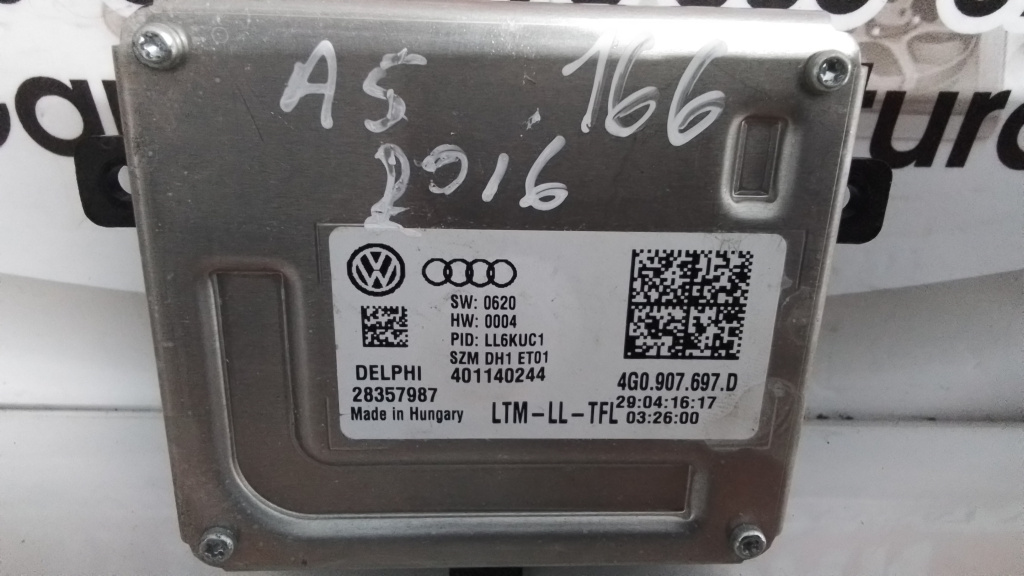 A5 166
2016
SW: 0620
HW: 0004
PID: LL6KUC1
SZM DH1 ET01
401140244
DELPHI
28357987
Made in Hungary
LTM-LL-TFL
4G0.907.697.D
29:04:16:17
03:26:00